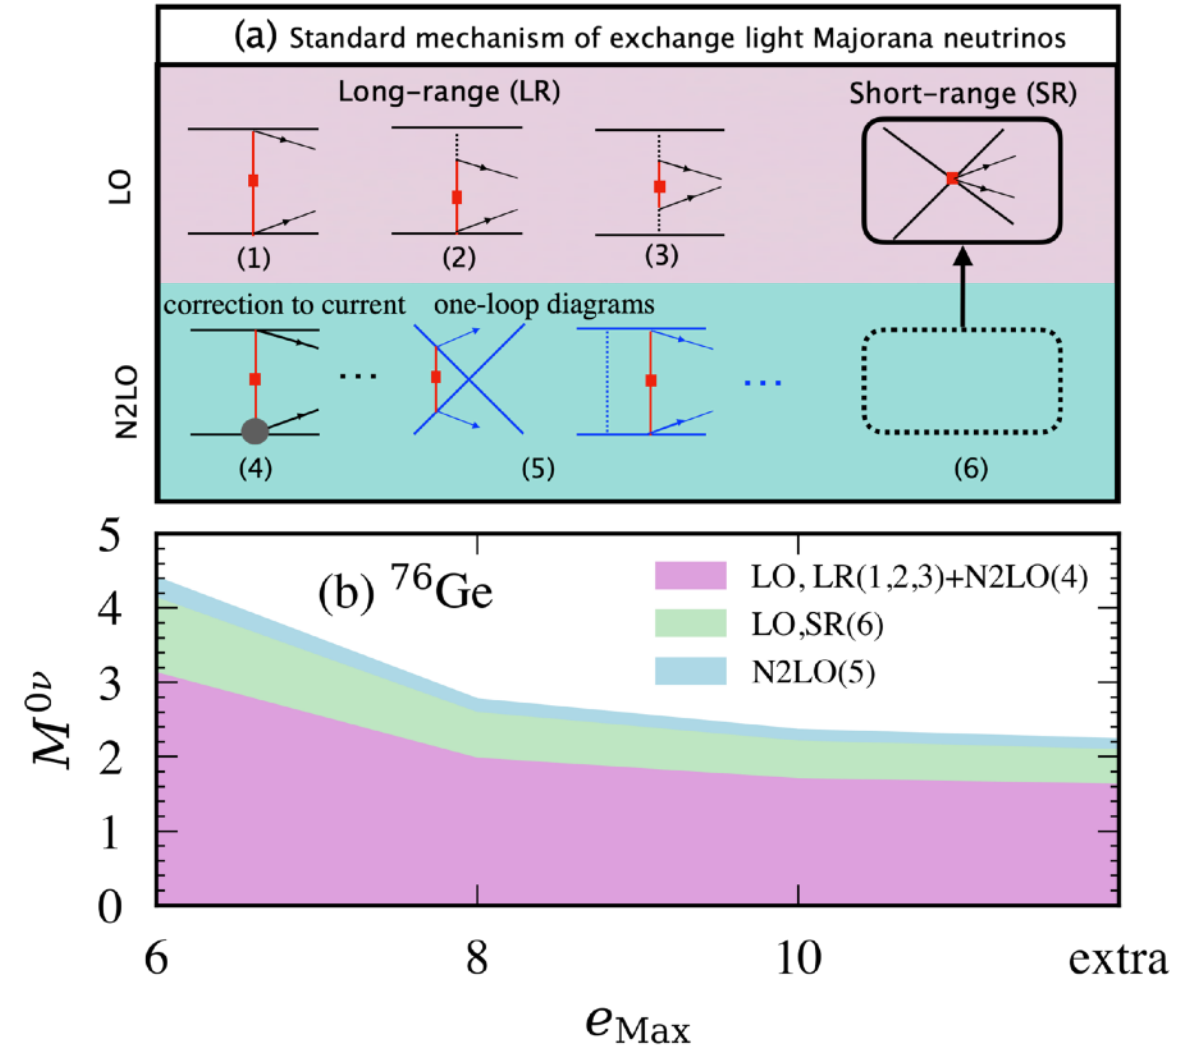 (a) Standard mechanism of exchange light Majorana neutrinos
Long-range (LR)
Short-range (SR)
LO
(1)
(2)
(3)
correction to current
one-loop diagrams
N2LO
...
...
(4)
(5)
(6)
(b) ⁷⁶Ge
LO, LR(1,2,3)+N2LO(4)
LO,SR(6)
N2LO(5)
M⁰ᵛ
5
4
3
2
1
0
6
8
10
extra
eMax